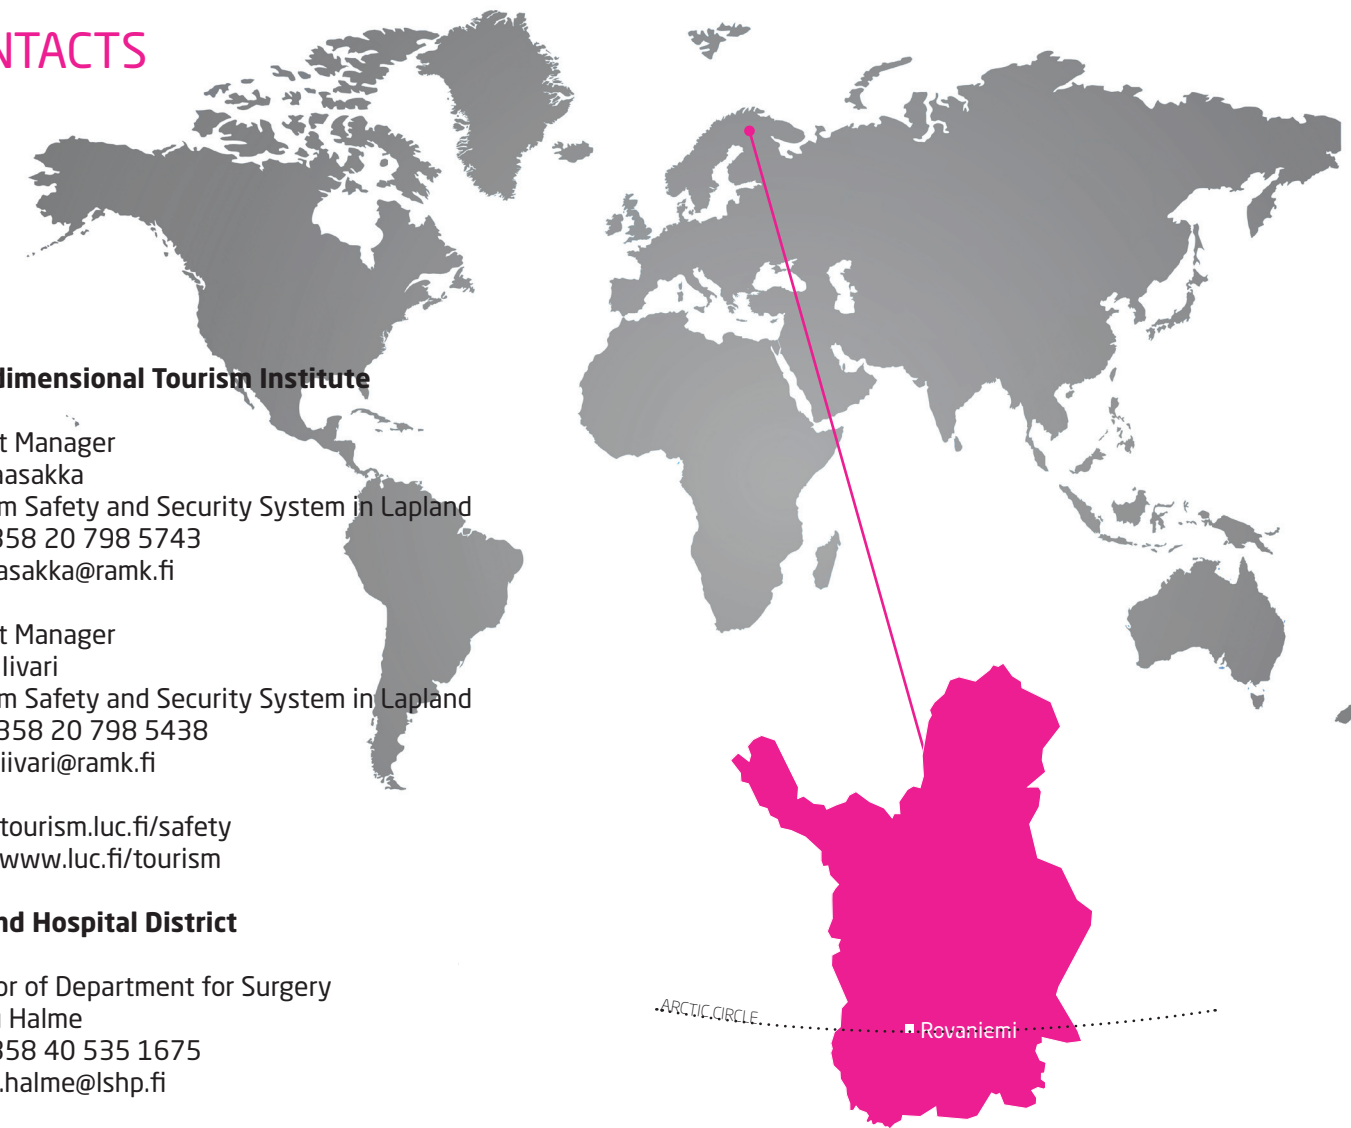 NTACTS
dimensional Tourism Institute
t Manager
nasakka
m Safety and Security System in Lapland
358 20 798 5743
asakka@ramk.fi
t Manager
Iivari
m Safety and Security System in Lapland
358 20 798 5438
iivari@ramk.fi
tourism.luc.fi/safety
www.luc.fi/tourism
nd Hospital District
or of Department for Surgery
Halme
358 40 535 1675
.halme@lshp.fi
ARCTIC CIRCLE
Rovaniemi